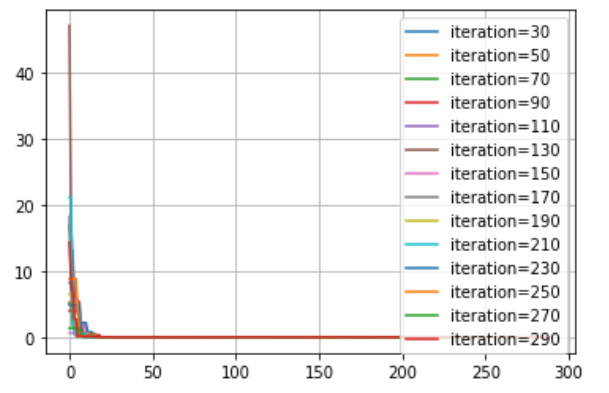 40
30
20
10
0
0
50
100
150
200
250
300
iteration=30
iteration=50
iteration=70
iteration=90
iteration=110
iteration=130
iteration=150
iteration=170
iteration=190
iteration=210
iteration=230
iteration=250
iteration=270
iteration=290